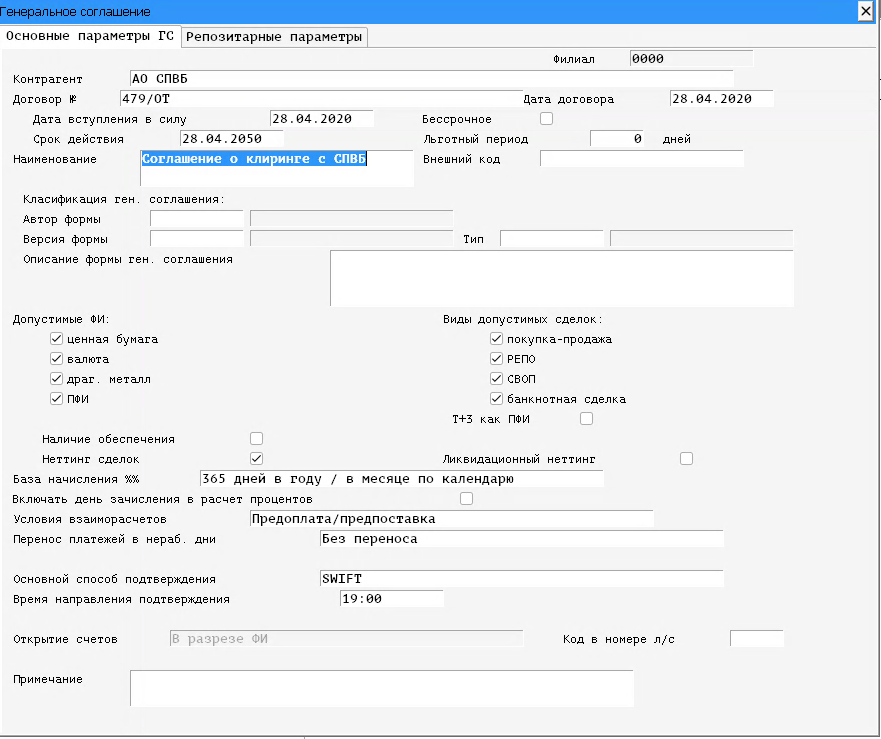 Генеральное соглашение
Основные параметры ГС Репозитарные параметры
Филиал 0000
Контрагент АО СПВБ
Договор № 479/ОТ Дата договора 28.04.2020
Дата вступления в силу 28.04.2020 Бессрочное
Срок действия 28.04.2050 Льготный период 0 дней
Наименование Соглашение о клиринге с СПВБ Внешний код
Класификация ген. соглашения:
Автор формы
Версия формы Тип
Описание формы ген. соглашения
Допустимые ФИ: Виды допустимых сделок:
ценная бумага покупка-продажа
валюта РЕПО
драг. металл СВОП
ПФИ банкнотная сделка
Т+3 как ПФИ
Наличие обеспечения
Неттинг сделок Ликвидационный неттинг
База начисления %% 365 дней в году / в месяце по календарю
Включать день зачисления в расчет процентов
Условия взаиморасчетов Предоплата/предпоставка
Перенос платежей в нераб. дни Без переноса
Основной способ подтверждения SWIFT
Время направления подтверждения 19:00
Открытие счетов В разрезе ФИ Код в номере л/с
Примечание